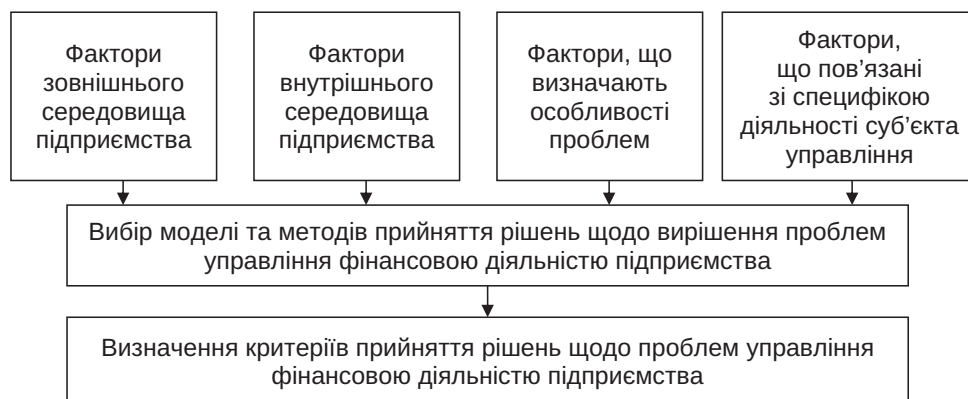 Фактори
зовнішнього
середовища
підприємства
Фактори
внутрішнього
середовища
підприємства
Фактори, що
визначають
особливості
проблем
Фактори,
що пов’язані
зі специфікою
діяльності суб’єкта
управління
Вибір моделі та методів прийняття рішень щодо вирішення проблем
управління фінансовою діяльністю підприємства
Визначення критеріїв прийняття рішень щодо проблем управління
фінансовою діяльністю підприємства